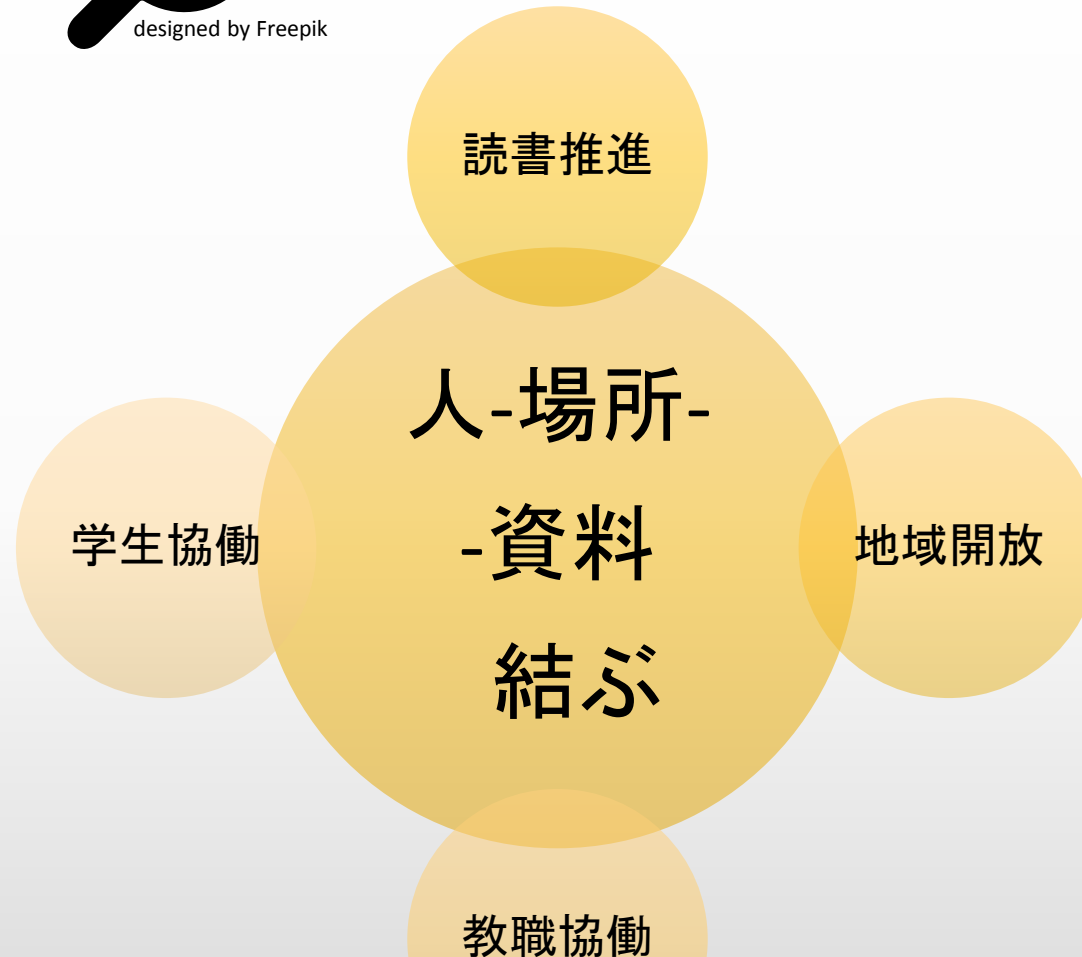 designed by Freepik
読書推進
人-場所-
-資料
結ぶ
学生協働
地域開放
教職協働